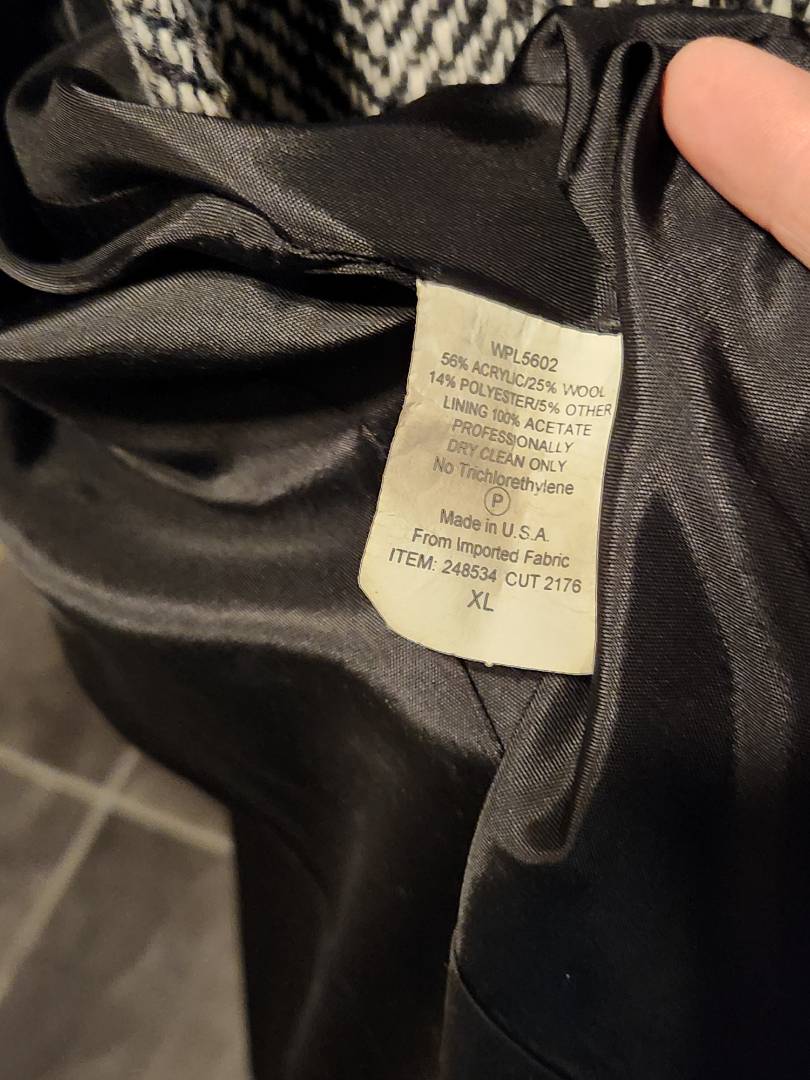 WPL5602
56% ACRYLIC/25% WOOL
14% POLYESTER/5% OTHER
LINING 100% ACETATE
PROFESSIONALLY
DRY CLEAN ONLY
No Trichlorethylene
P
Made in U.S.A.
From Imported Fabric
ITEM: 248534 CUT 2176
XL